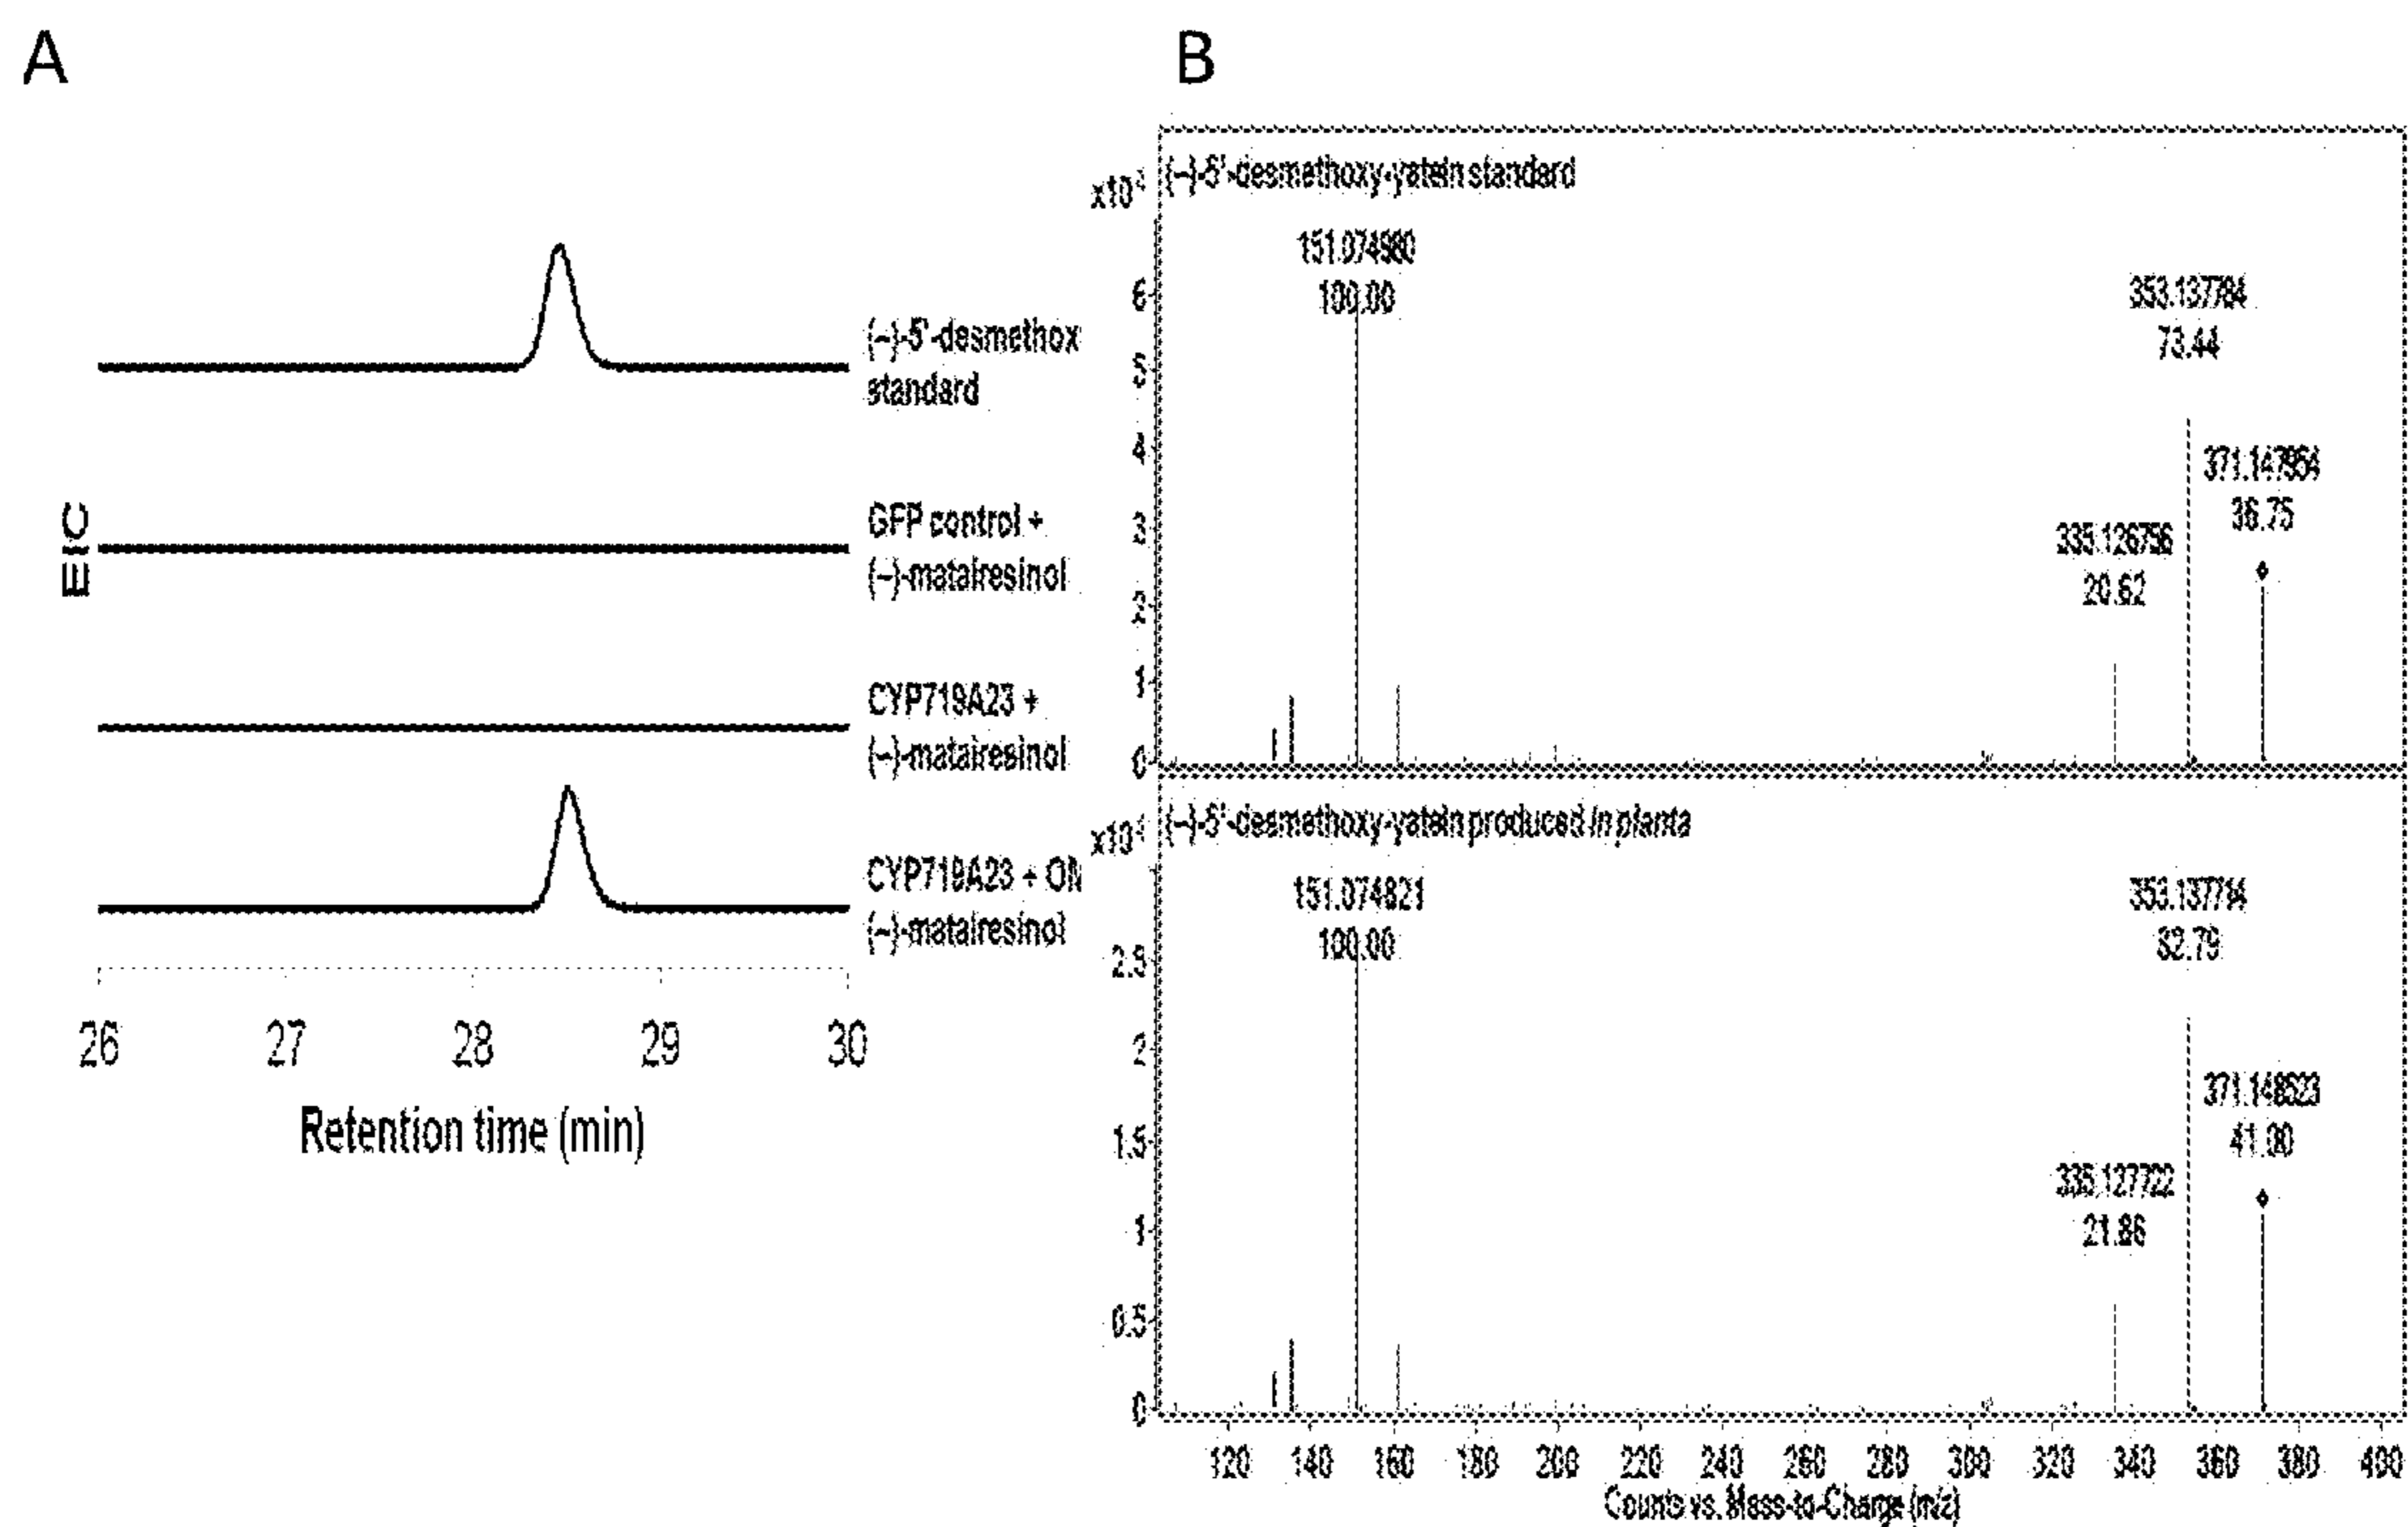 A
EIC
(–)-5'-desmethox
standard
GFP control +
(–)-matairesinol
CYP719A23 +
(–)-matairesinol
CYP719A23 + OM
(–)-matairesinol
26 27 28 29 30
Retention time (min)
B
(–)-5'-desmethoxy-yatein standard
151.074980
100.00
353.137784
73.44
371.147954
36.75
335.126756
20.62
6
5
4
3
2
1
0
(–)-5'-desmethoxy-yatein produced in planta
151.074821
100.00
353.137714
82.79
371.148523
335.127722
21.86
2.5
2
1.5
1
0.5
0
120 140 160 180 200 220 240 260 280 300 320 340 360 380 400
Counts vs. Mass-to-Charge (m/z)